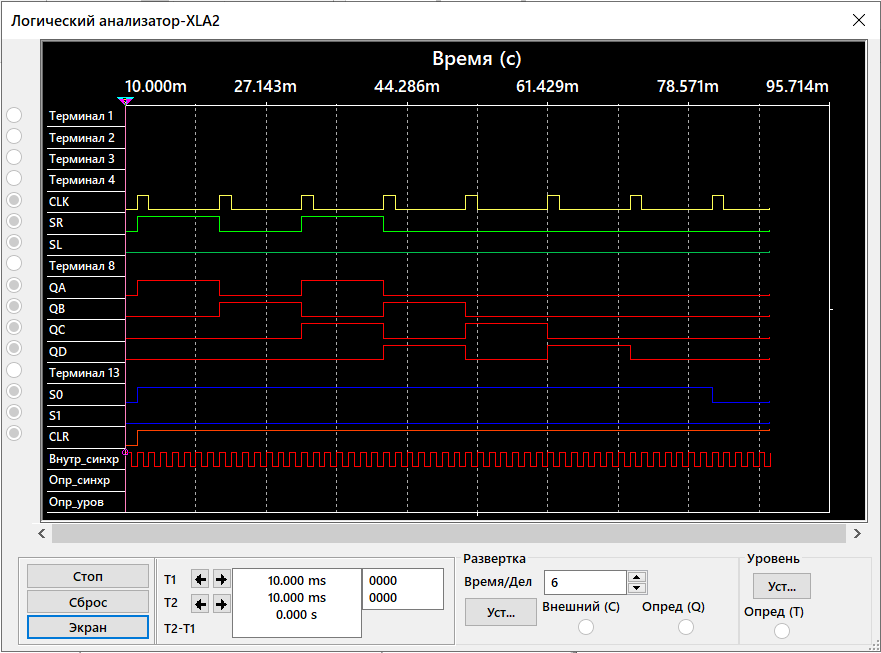 Логический анализатор-XLA2
Время (с)
10.000m 27.143m 44.286m 61.429m 78.571m 95.714m
Терминал 1
Терминал 2
Терминал 3
Терминал 4
CLK
SR
SL
Терминал 8
QA
QB
QC
QD
Терминал 13
S0
S1
CLR
Внутр_синхр
Опр_синхр
Опр_уров
Стоп
Сброс
Экран
T1 10.000 ms 0000
T2 10.000 ms 0000
T2-T1 0.000 s
Развертка
Время/Дел 6
Уст... Внешний (C) Опред (Q)
Уровень
Уст...
Опред (T)